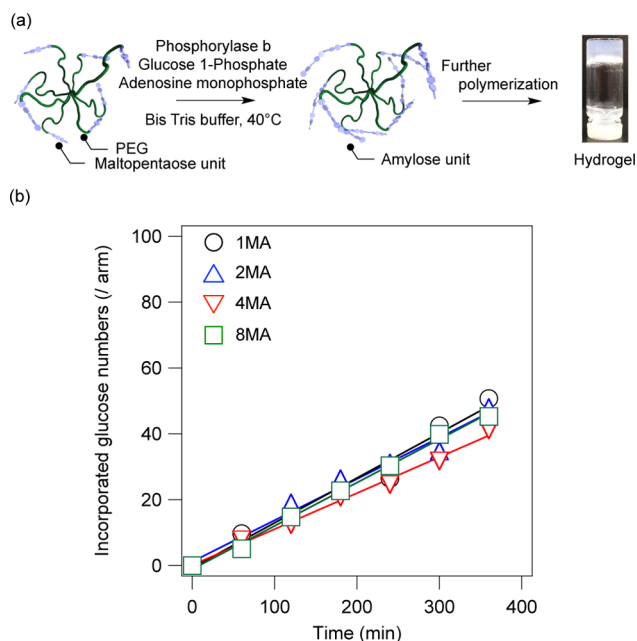 (a)
Phosphorylase b
Glucose 1-Phosphate
Adenosine monophosphate
Bis Tris buffer, 40°C
PEG
Maltopentaose unit
Amylose unit
Further
polymerization
Hydrogel
(b)
Incorporated glucose numbers (/ arm)
100
80
60
40
20
0
1MA
2MA
4MA
8MA
0
100
200
300
400
Time (min)